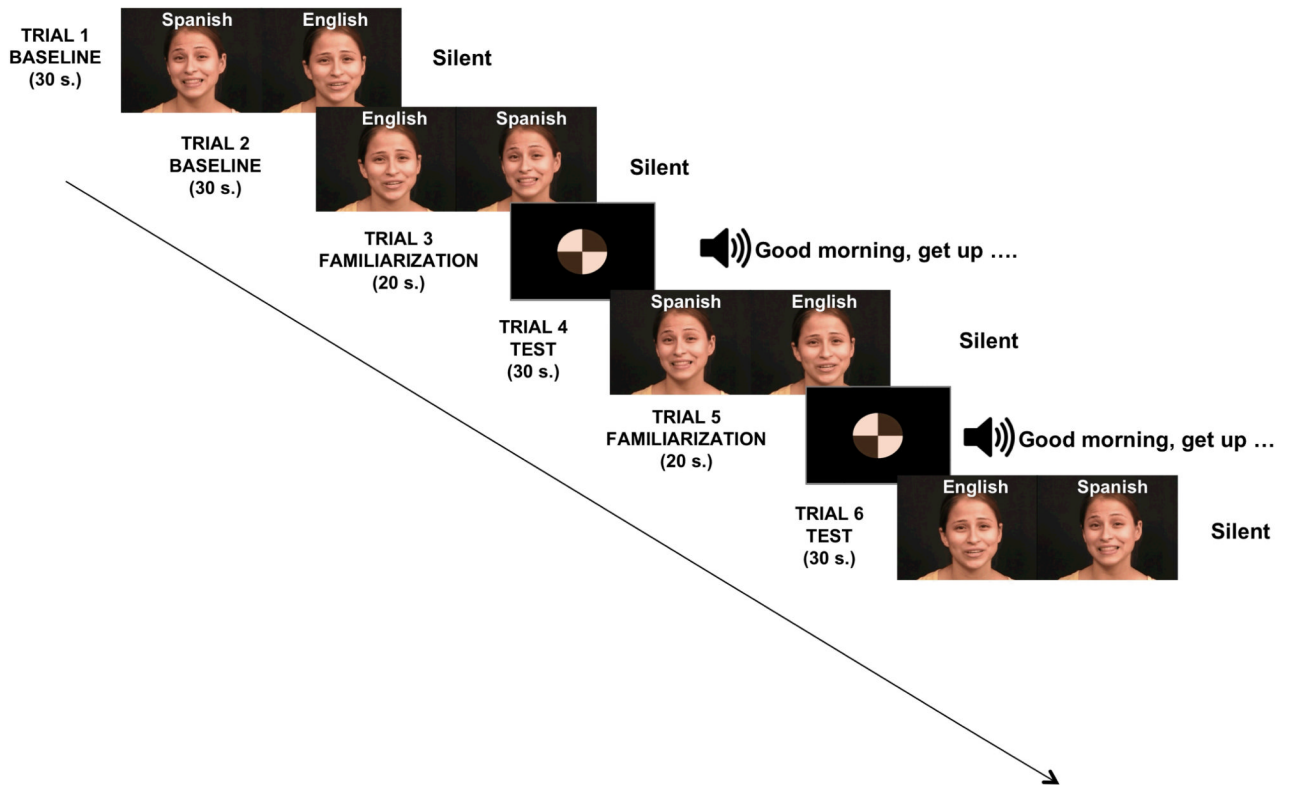 Spanish English
TRIAL 1
BASELINE
(30 s.)
Silent
English Spanish
TRIAL 2
BASELINE
(30 s.)
Silent
TRIAL 3
FAMILIARIZATION
(20 s.)
Good morning, get up ….
Spanish English
TRIAL 4
TEST
(30 s.)
Silent
TRIAL 5
FAMILIARIZATION
(20 s.)
Good morning, get up …
English Spanish
TRIAL 6
TEST
(30 s.)
Silent